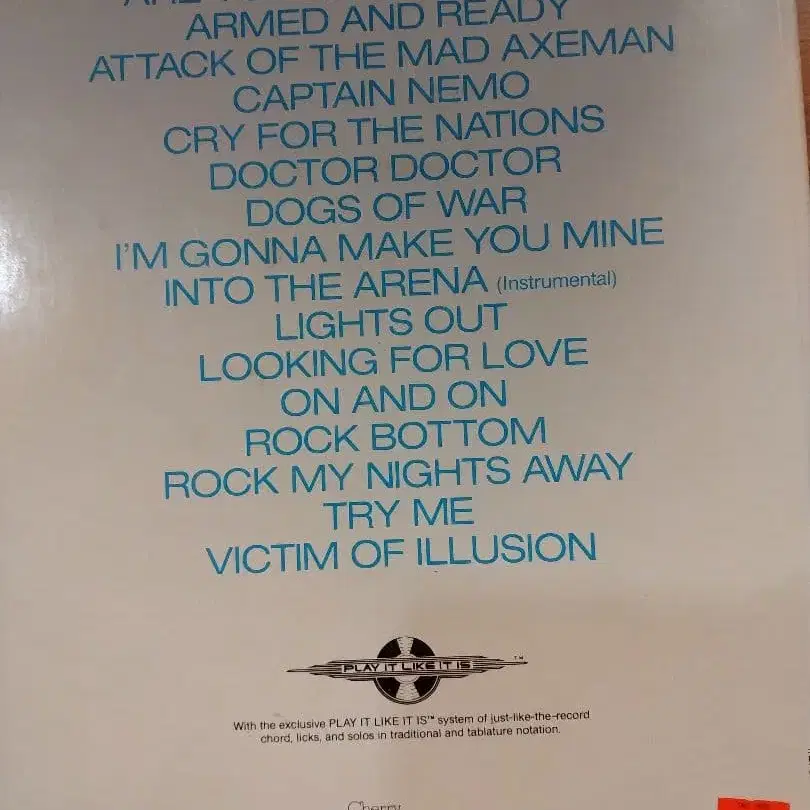 ARMED AND READY
ATTACK OF THE MAD AXEMAN
CAPTAIN NEMO
CRY FOR THE NATIONS
DOCTOR DOCTOR
DOGS OF WAR
I'M GONNA MAKE YOU MINE
INTO THE ARENA (Instrumental)
LIGHTS OUT
LOOKING FOR LOVE
ON AND ON
ROCK BOTTOM
ROCK MY NIGHTS AWAY
TRY ME
VICTIM OF ILLUSION
PLAY IT LIKE IT IS ™
With the exclusive PLAY IT LIKE IT IS™ system of just-like-the-record
chord, licks, and solos in traditional and tablature notation.
Cherry